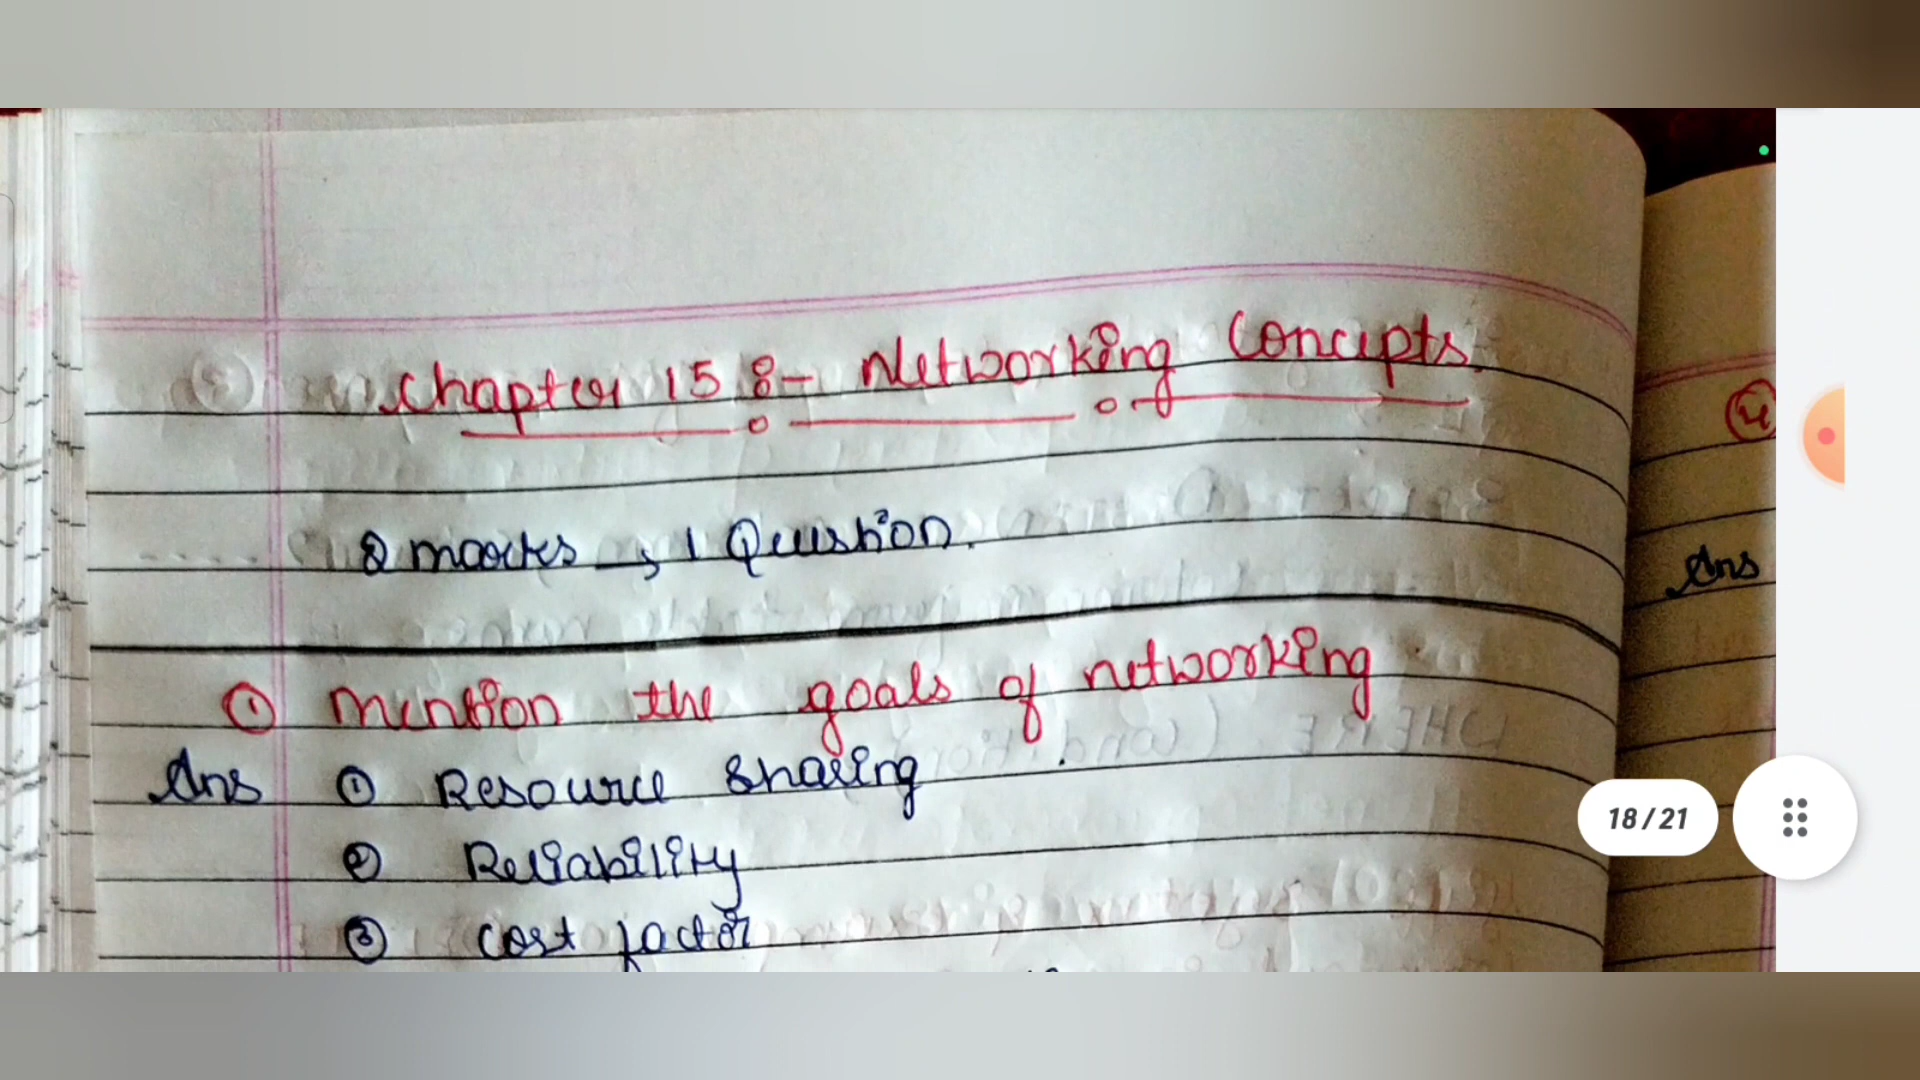 Chapter 15 :- Networking Concepts.
2 marks → 1 Question.
① Mention the goals of networking
Ans ① Resource Sharing
② Reliability
③ Cost factor
Ans
18/21